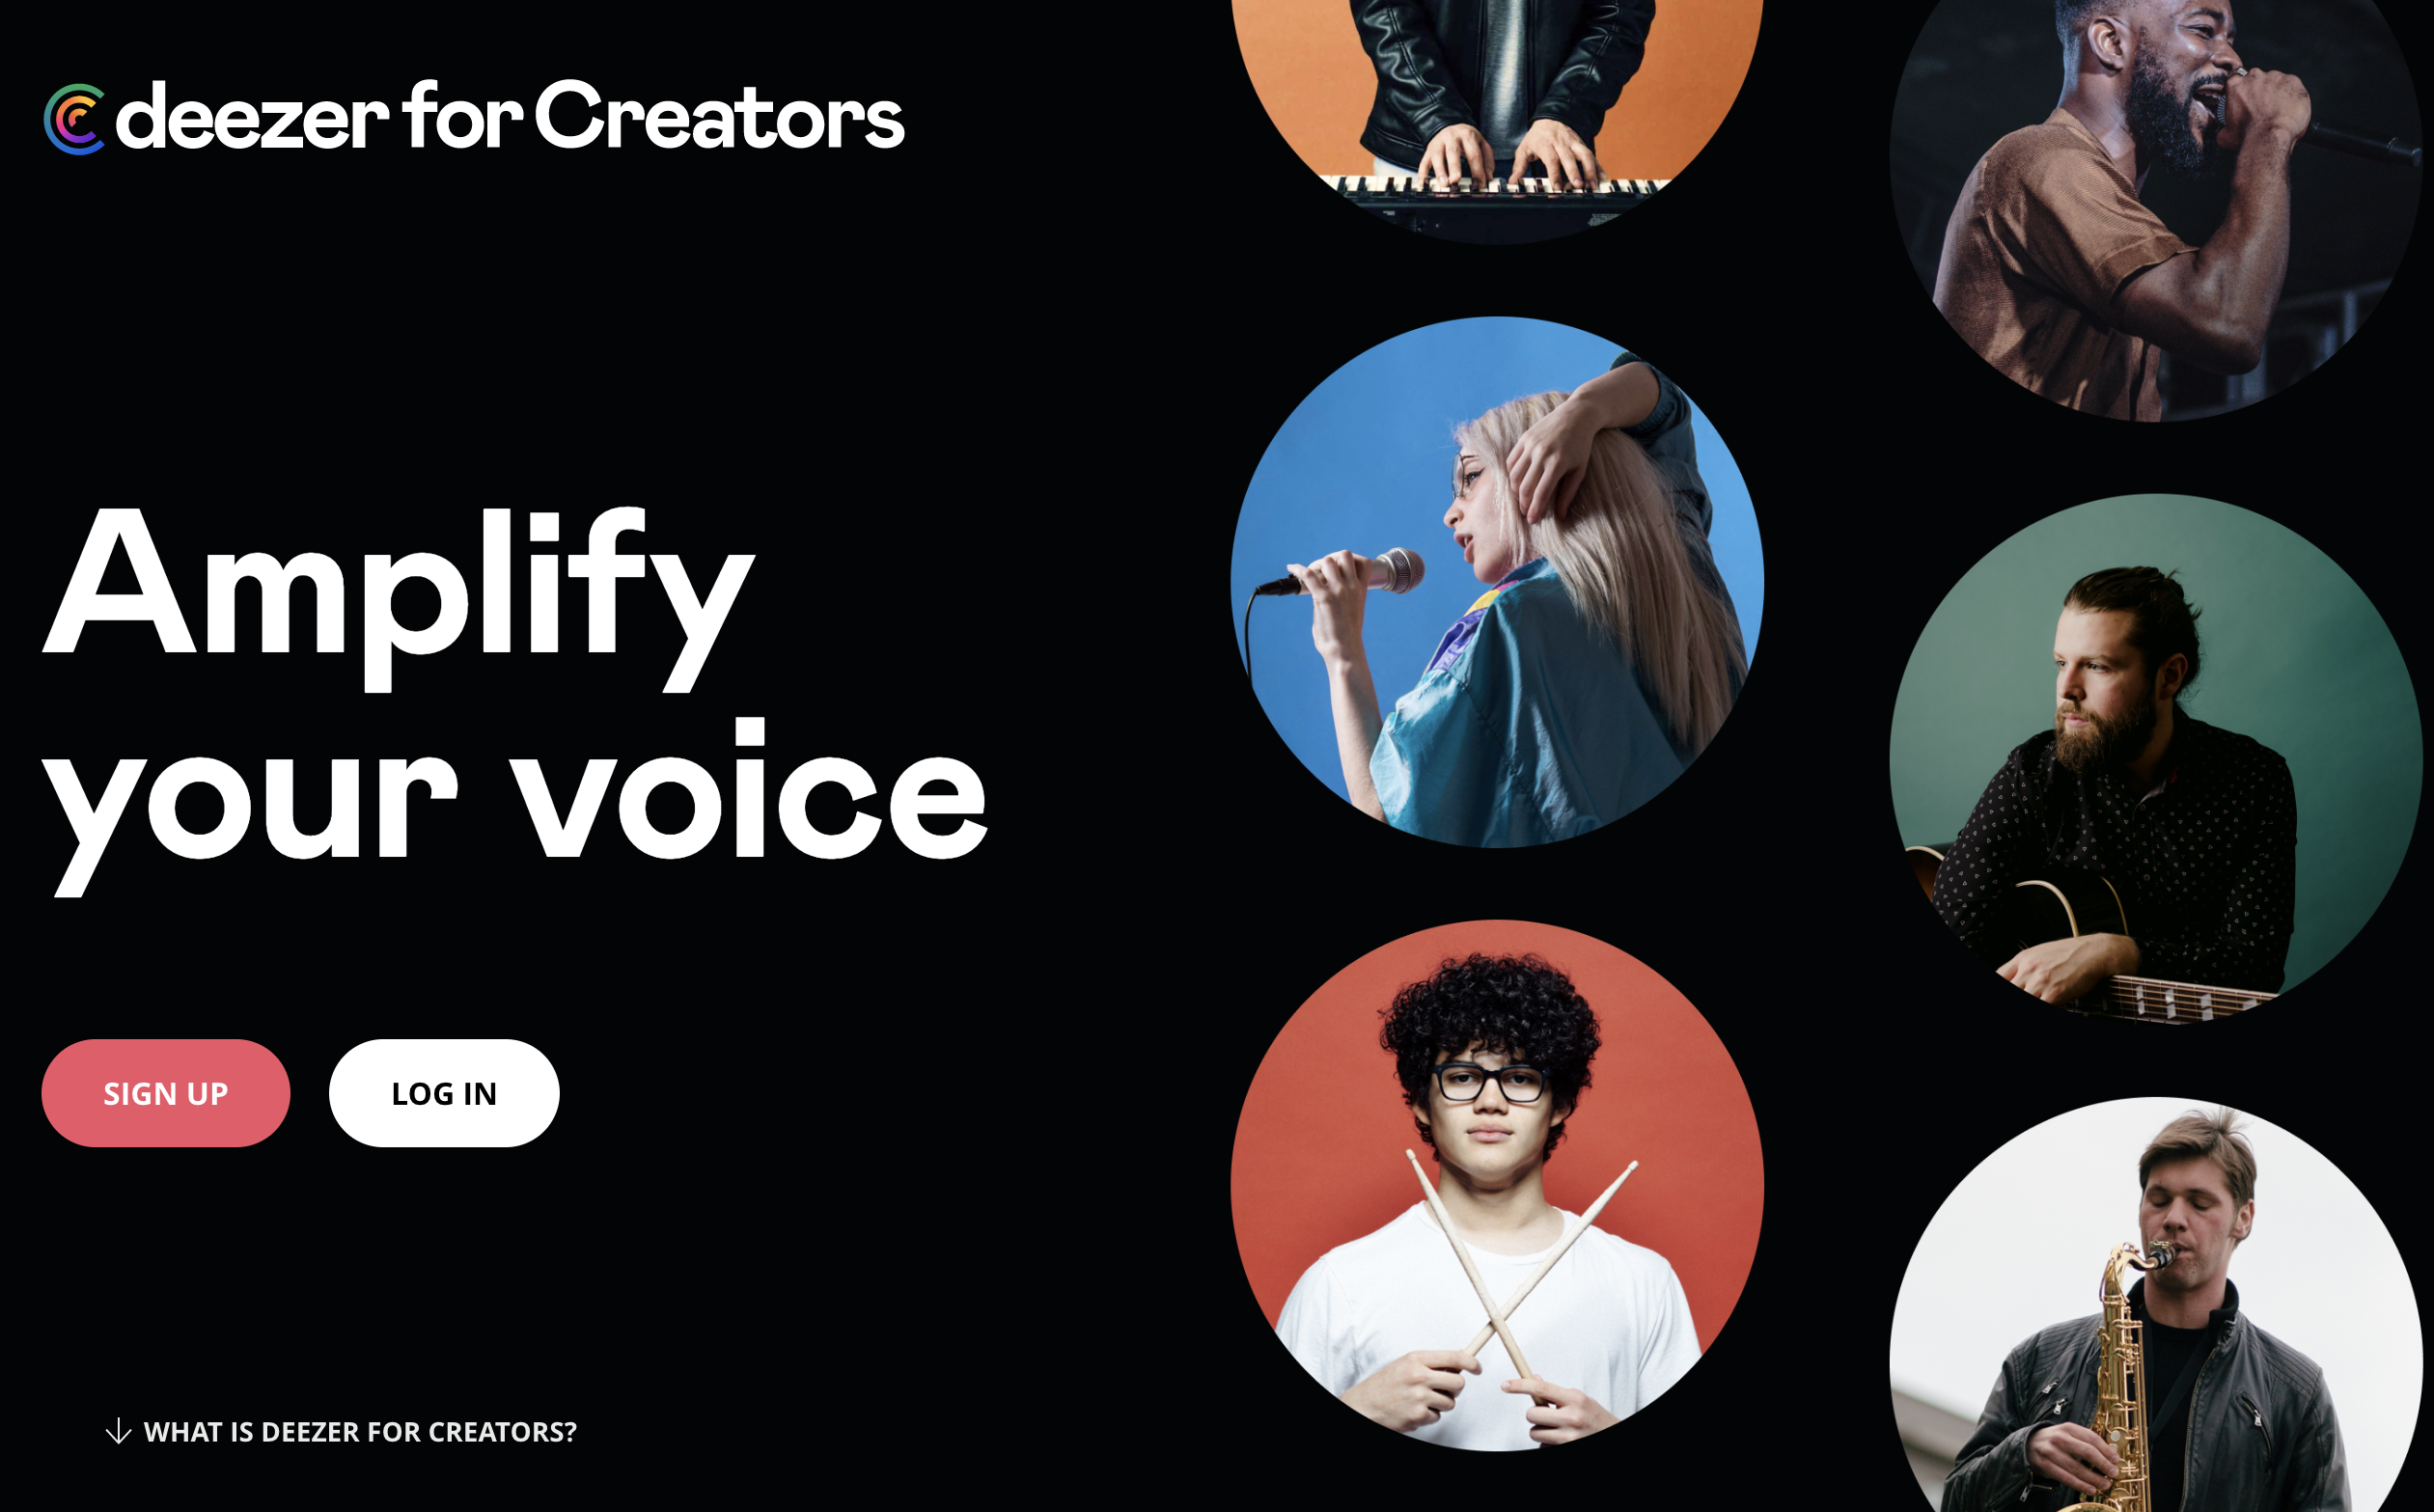 deezer for Creators
Amplify
your voice
SIGN UP
LOG IN
WHAT IS DEEZER FOR CREATORS?